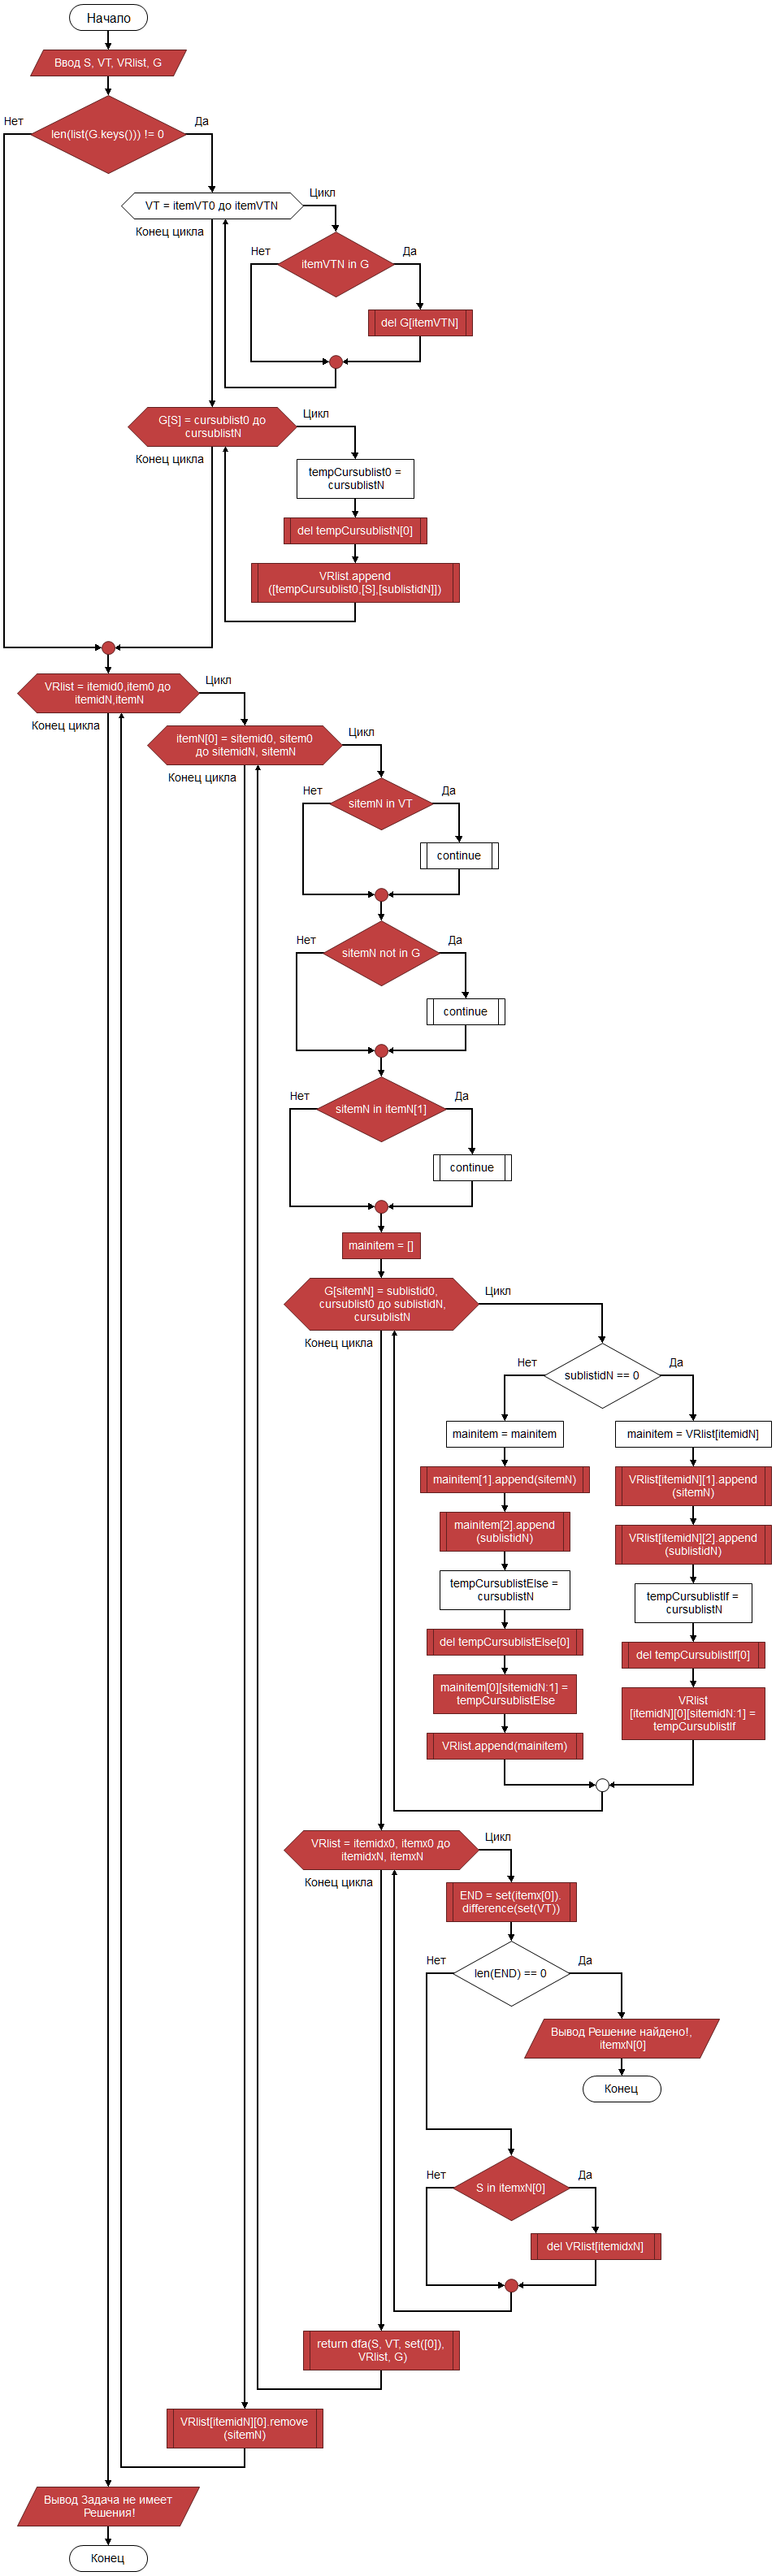 Начало
Ввод S, VT, VRlist, G
Нет
Да
len(list(G.keys())) != 0
Цикл
VT = itemVT0 до itemVTN
Конец цикла
Нет
Да
itemVTN in G
del G[itemVTN]
Цикл
G[S] = cursublist0 до
cursublistN
Конец цикла
tempCursublist0 =
cursublistN
del tempCursublistN[0]
VRlist.append
([tempCursublist0,[S],[sublistidN]])
Цикл
VRlist = itemid0,item0 до
itemidN,itemN
Конец цикла
Цикл
itemN[0] = sitemid0, sitem0
до sitemidN, sitemN
Конец цикла
Нет
Да
sitemN in VT
continue
Нет
Да
sitemN not in G
continue
Нет
Да
sitemN in itemN[1]
continue
mainitem = []
Цикл
G[sitemN] = sublistid0,
cursublist0 до sublistidN,
cursublistN
Конец цикла
Нет
Да
sublistidN == 0
mainitem = mainitem
mainitem[1].append(sitemN)
mainitem[2].append
(sublistidN)
tempCursublistElse =
cursublistN
del tempCursublistElse[0]
mainitem[0][sitemidN:1] =
tempCursublistElse
VRlist.append(mainitem)
mainitem = VRlist[itemidN]
VRlist[itemidN][1].append
(sitemN)
VRlist[itemidN][2].append
(sublistidN)
tempCursublistIf =
cursublistN
del tempCursublistIf[0]
VRlist
[itemidN][0][sitemidN:1] =
tempCursublistIf
Цикл
VRlist = itemidx0, itemx0 до
itemidxN, itemxN
Конец цикла
END = set(itemx[0]).
difference(set(VT))
Нет
Да
len(END) == 0
Вывод Решение найдено!,
itemxN[0]
Конец
Нет
Да
S in itemxN[0]
del VRlist[itemidxN]
return dfa(S, VT, set([0]),
VRlist, G)
VRlist[itemidN][0].remove
(sitemN)
Вывод Задача не имеет
Решения!
Конец